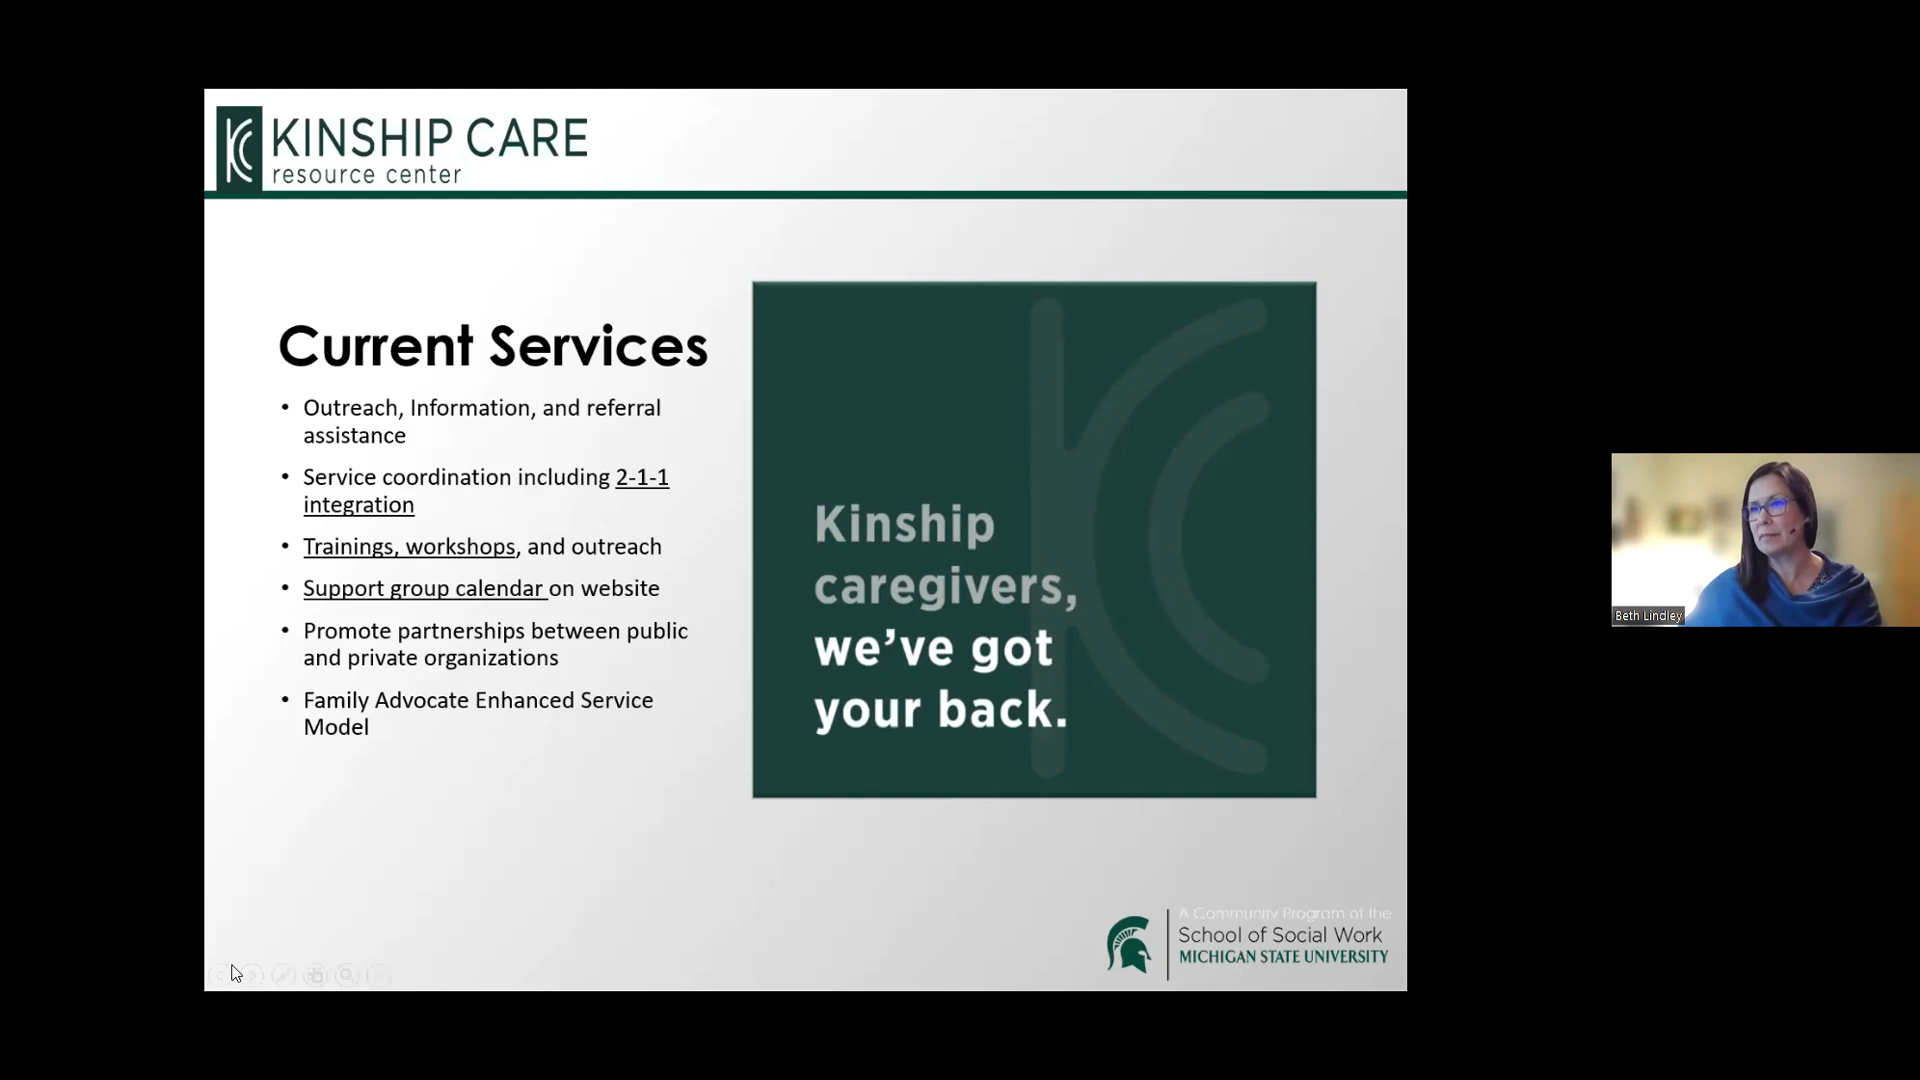 KINSHIP CARE
resource center
Current Services
• Outreach, Information, and referral
assistance
• Service coordination including 2-1-1
integration
• Trainings, workshops, and outreach
• Support group calendar on website
• Promote partnerships between public
and private organizations
• Family Advocate Enhanced Service
Model
Kinship
caregivers,
we’ve got
your back.
A Community Program of the
School of Social Work
MICHIGAN STATE UNIVERSITY
Beth Lindley